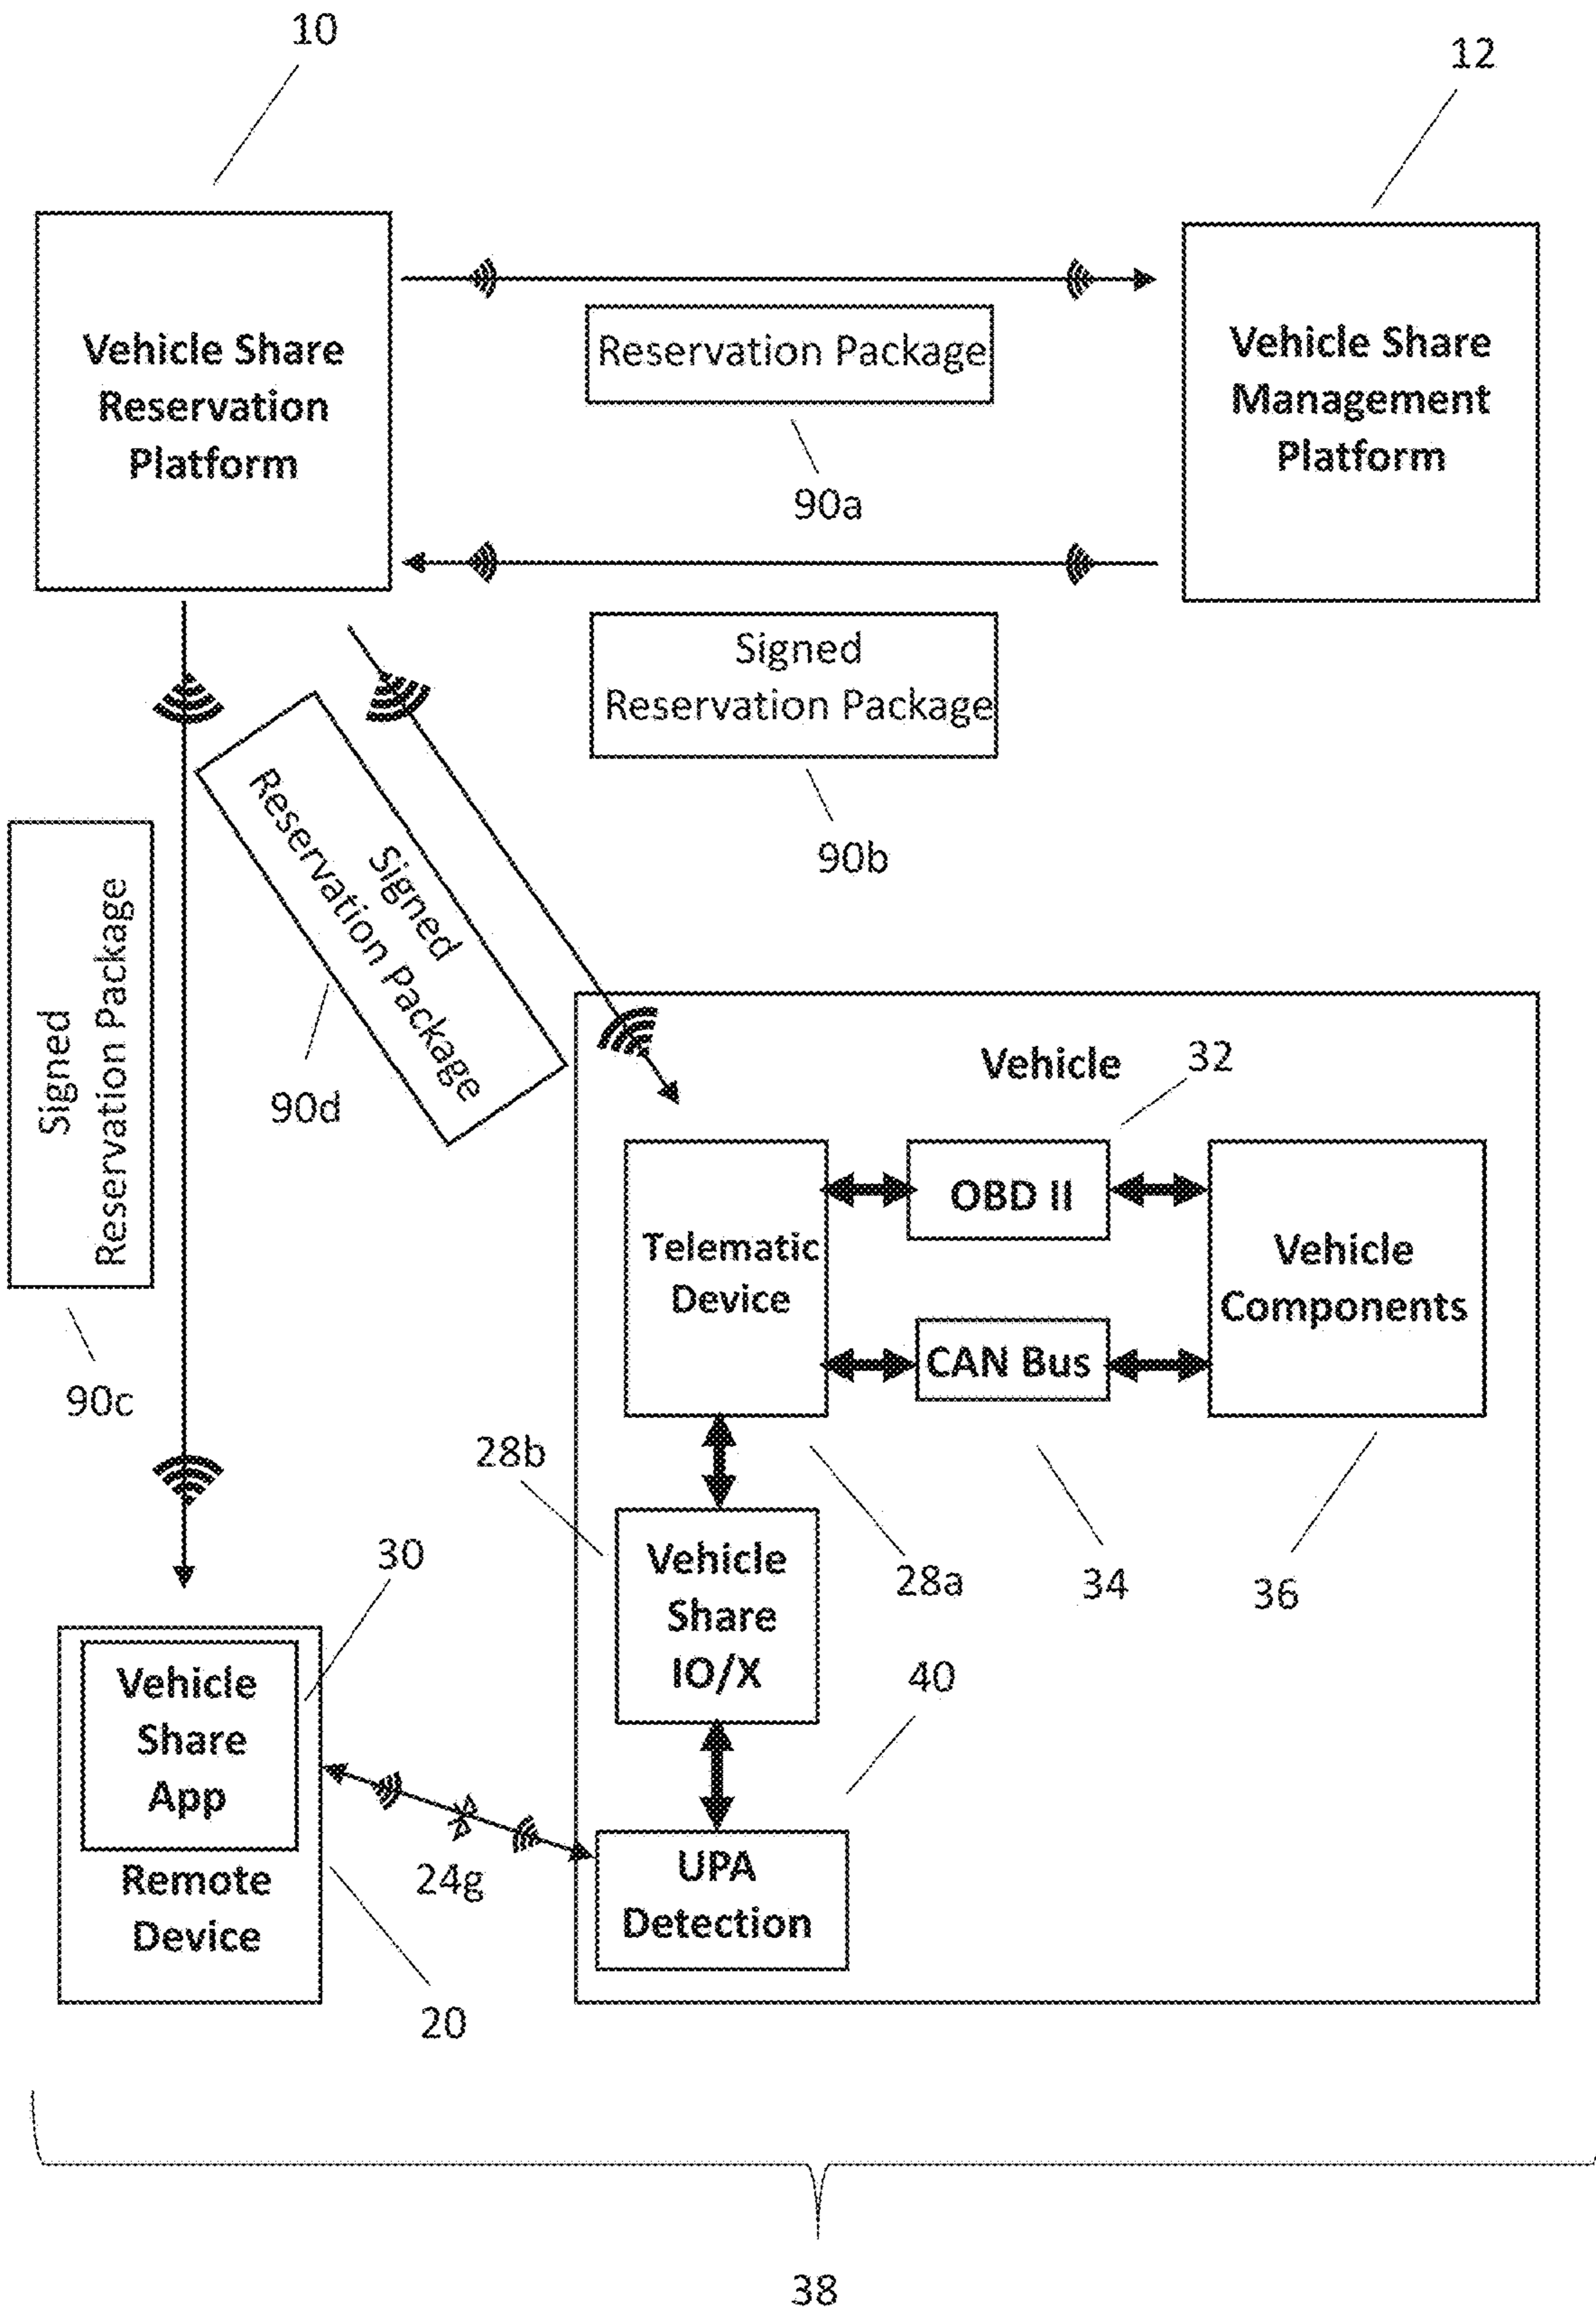 10
12
Vehicle Share
Reservation
Platform
Reservation Package
90a
Vehicle Share
Management
Platform
Signed
Reservation Package
90b
Signed
Reservation Package
90c
Signed
Reservation Package
90d
Vehicle
32
Telematic
Device
OBD II
CAN Bus
Vehicle
Components
28b
28a
34
36
Vehicle
Share
IO/X
40
30
Vehicle
Share
App
Remote
Device
20
24g
UPA
Detection
38